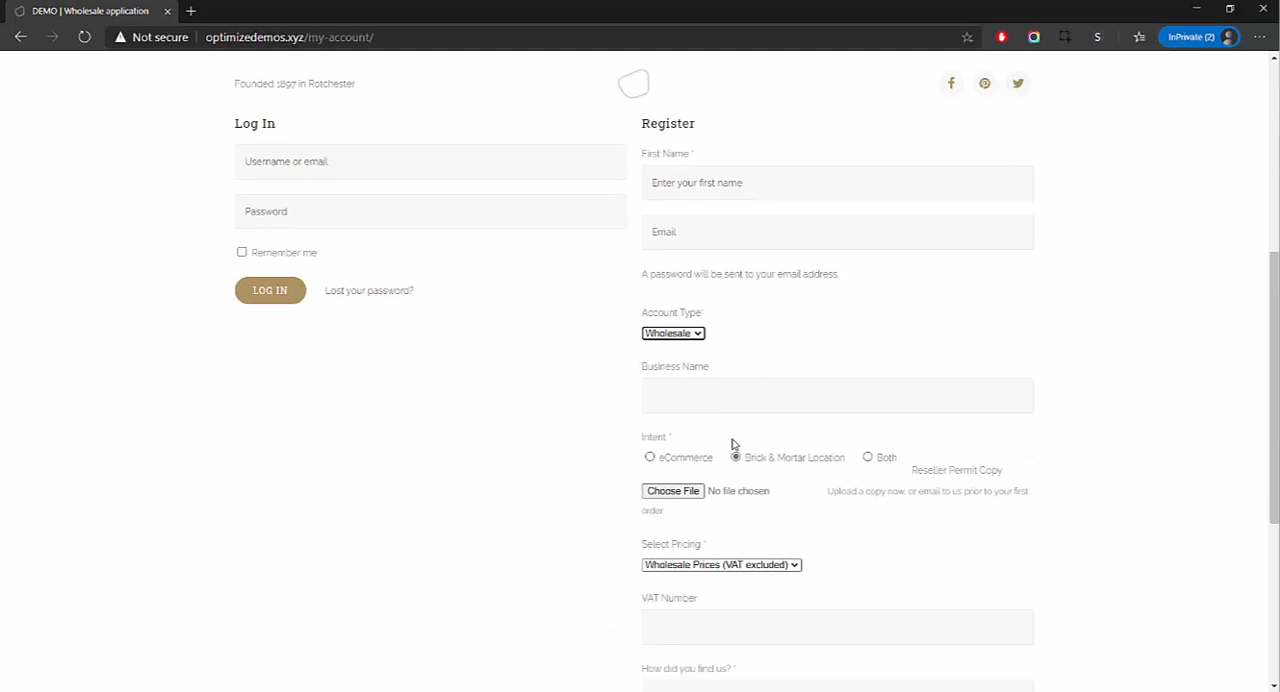 DEMO | Wholesale application
Not secure
optimizedemos.xyz/my-account/
S
InPrivate (2)
Founded 1897 in Rotchester
Log In
Username or email
Password
Remember me
LOG IN
Lost your password?
Register
First Name *
Enter your first name
Email
A password will be sent to your email address.
Account Type*
Wholesale
Business Name
Intent *
eCommerce
Brick & Mortar Location
Both
Reseller Permit Copy
Choose File No file chosen
Upload a copy now, or email to us prior to your first
order
Select Pricing *
Wholesale Prices (VAT excluded)
VAT Number
How did you find us? *